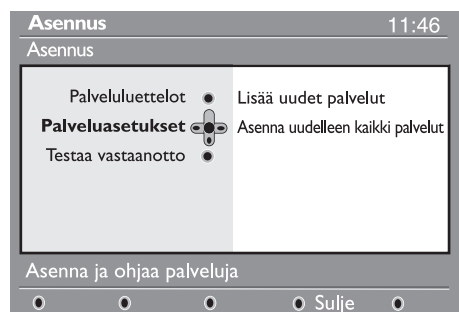 Asennus 11:46
Asennus
Palveluluettelot Lisää uudet palvelut
Palveluasetukset Asenna uudelleen kaikki palvelut
Testaa vastaanotto
Asenna ja ohjaa palveluja
Sulje